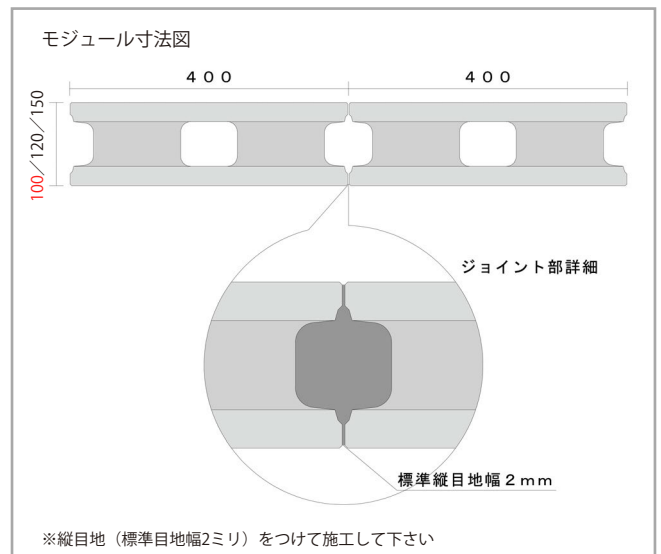 モジュール寸法図
400 400
100/120/150
ジョイント部詳細
標準縦目地幅2mm
※縦目地(標準目地幅2ミリ)をつけて施工して下さい